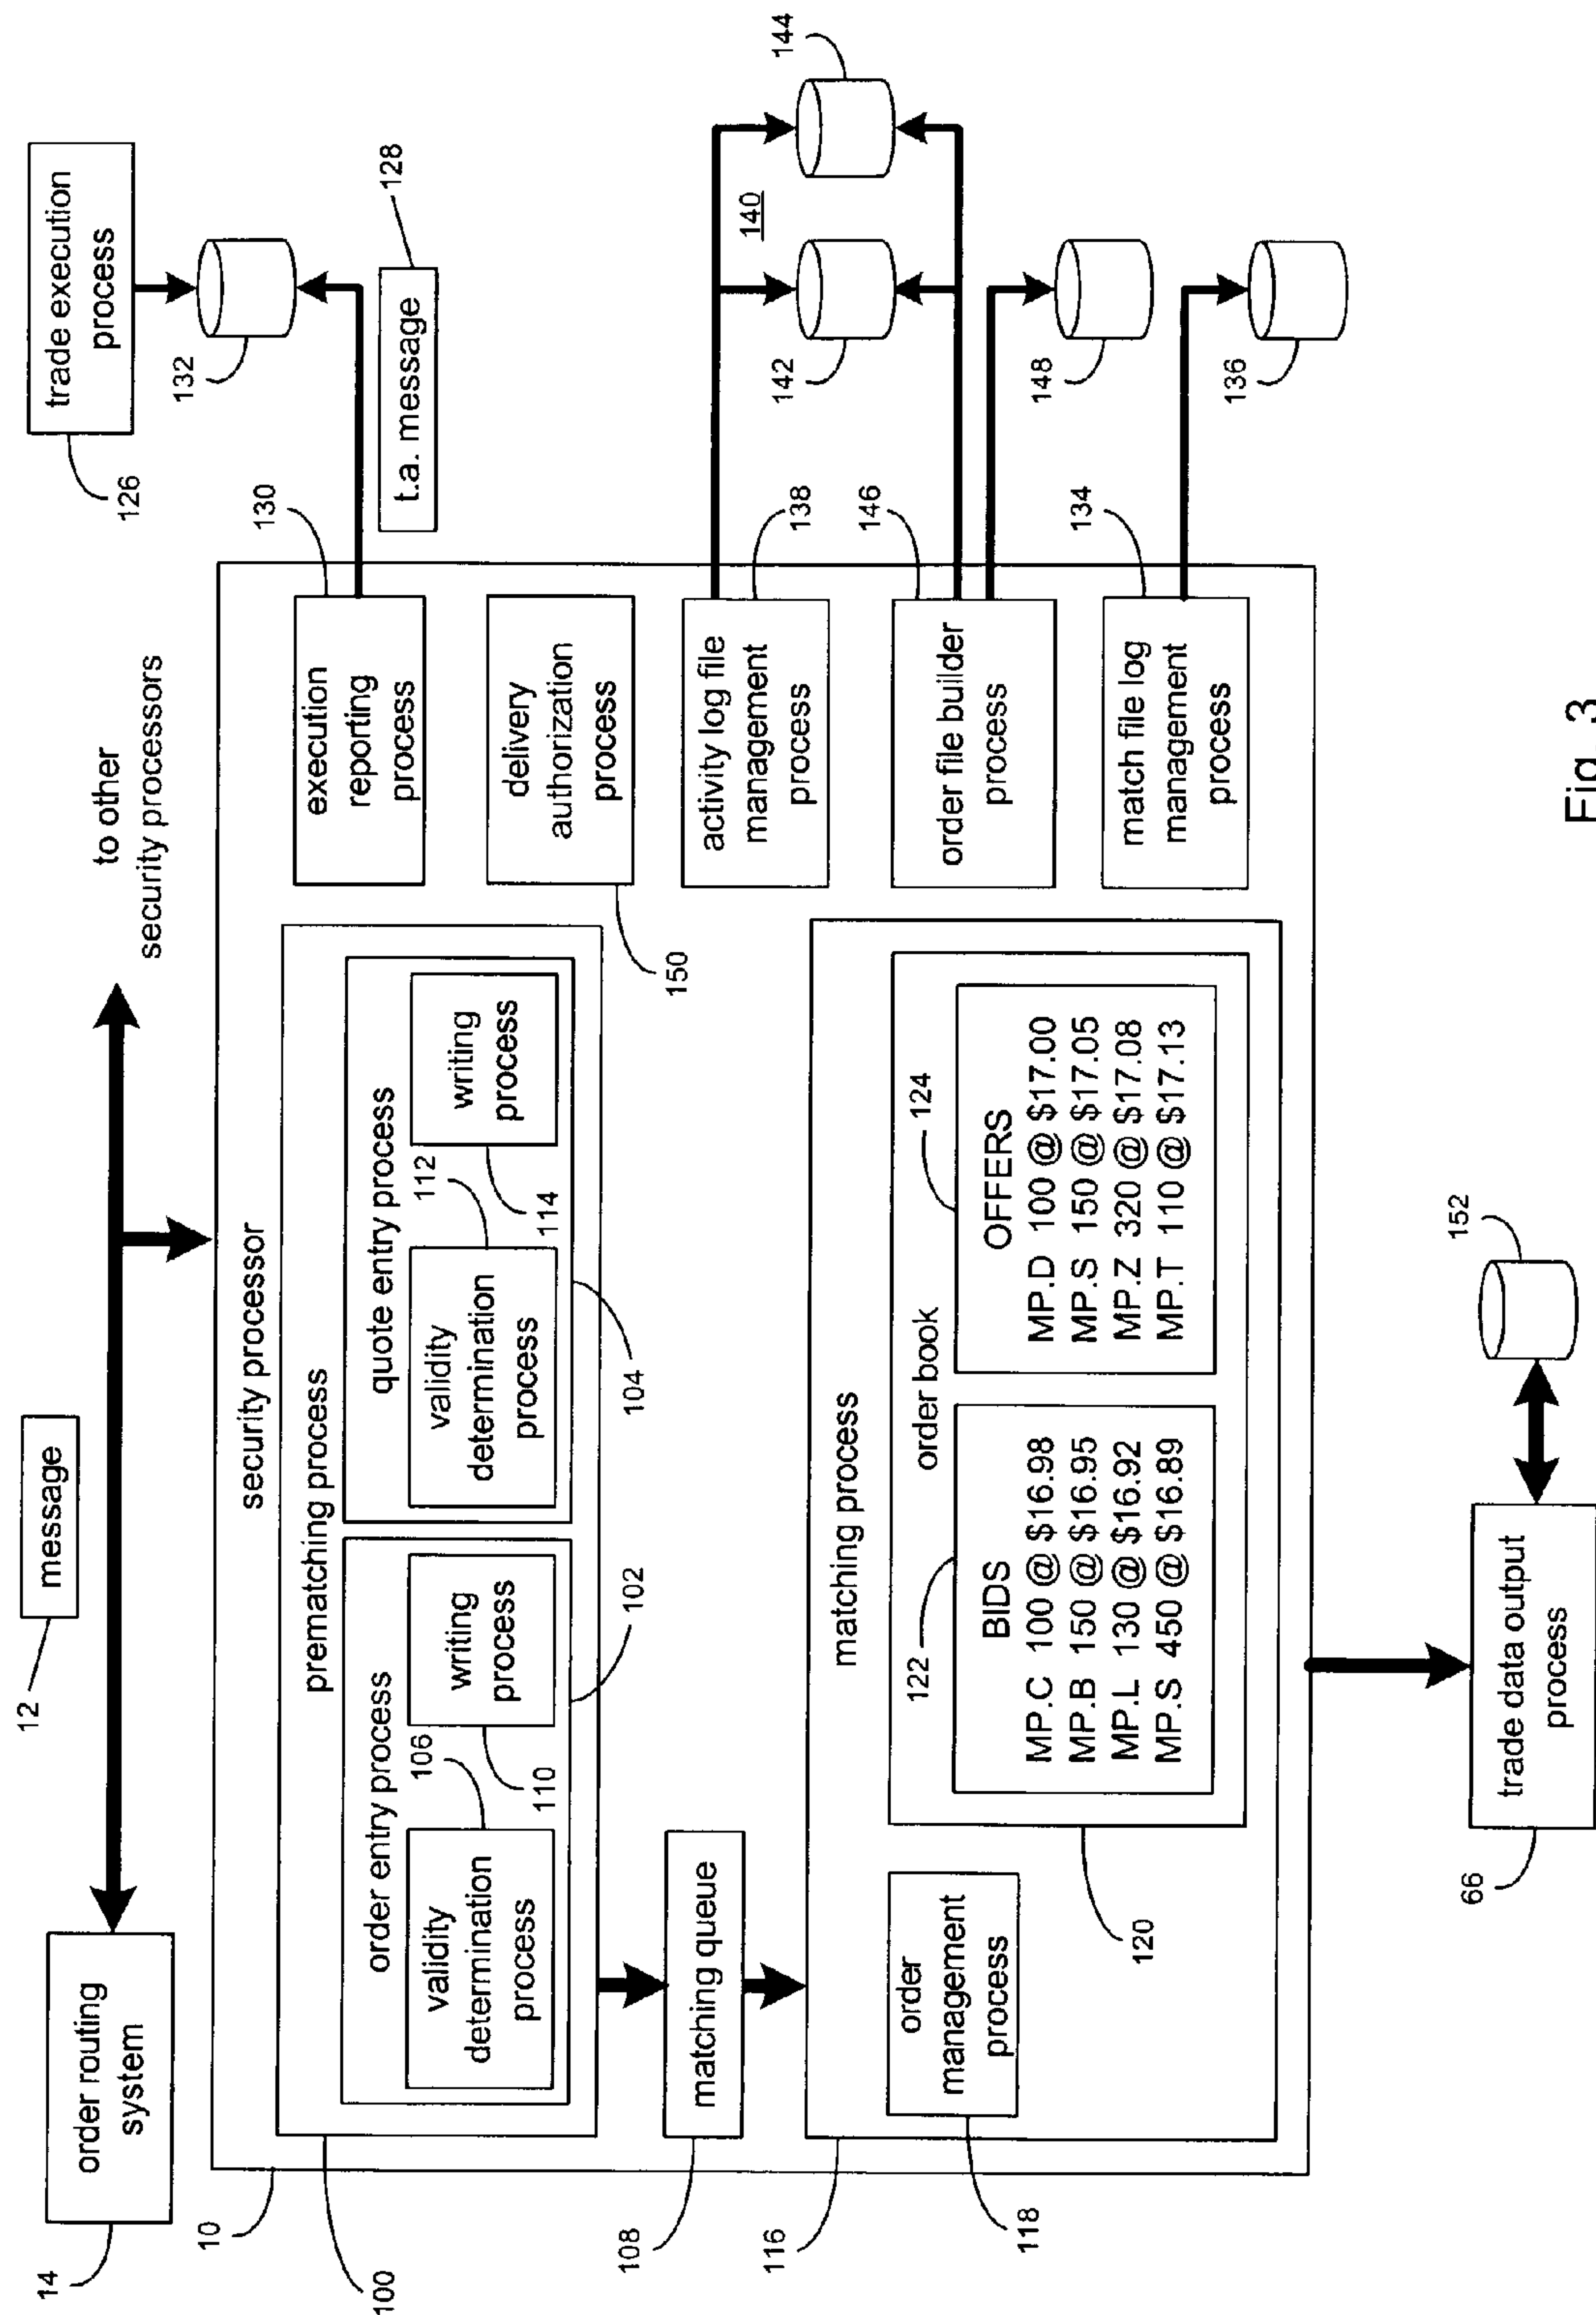 14
order routing
system
12
message
to other
security processors
trade execution
process
126
132
10
security processor
100
prematching process
order entry process
102
validity
determination
process
106
writing
process
110
quote entry process
104
validity
determination
process
112
writing
process
114
execution
reporting
process
130
t.a. message
128
delivery
authorization
process
150
108
matching queue
activity log file
management
process
138
140
142
144
116
matching process
order
management
process
118
order book
120
122
BIDS
MP.C 100 @ $16.98
MP.B 150 @ $16.95
MP.L 130 @ $16.92
MP.S 450 @ $16.89
124
OFFERS
MP.D 100 @ $17.00
MP.S 150 @ $17.05
MP.Z 320 @ $17.08
MP.T 110 @ $17.13
order file builder
process
146
148
match file log
management
process
134
136
66
trade data output
process
152
Fig. 3